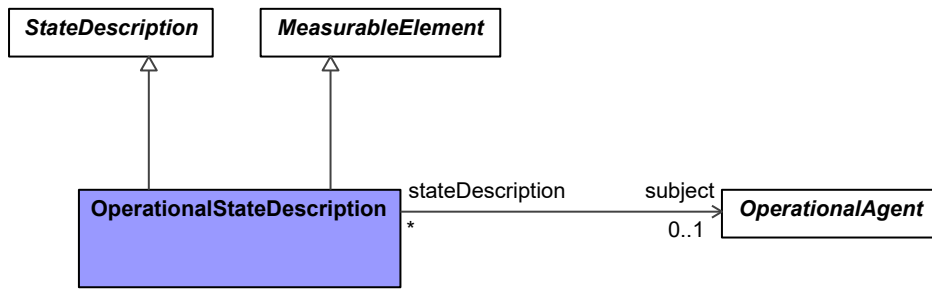 StateDescription
MeasurableElement
OperationalStateDescription
stateDescription
subject
*
0..1
OperationalAgent